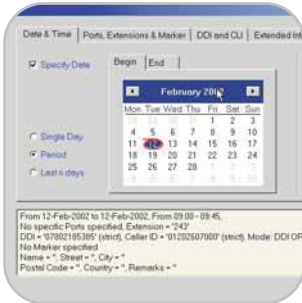 Date & Time Ports, Extensions & Marker DDI and CLI Extended In
Specify Date
Begin End
February 2002
Mon Tue Wed Thu Fri Sat Sun
1 2 3
4 5 6 7 8 9 10
11 12 13 14 15 16 17
18 19 20 21 22 23 24
25 26 27 28
Single Day
Period
Last n days
From 12-Feb-2002 to 12-Feb-2002, From 09:00 - 09:45,
No specific Ports specified, Extension = "243"
DDI = "07802185385" (strict), Caller ID = "01202607000" (strict), Mode: DDI OR
No Marker specified
Name = '', Street = '', City = ''
Postal Code = '', Country = '', Remarks = ''